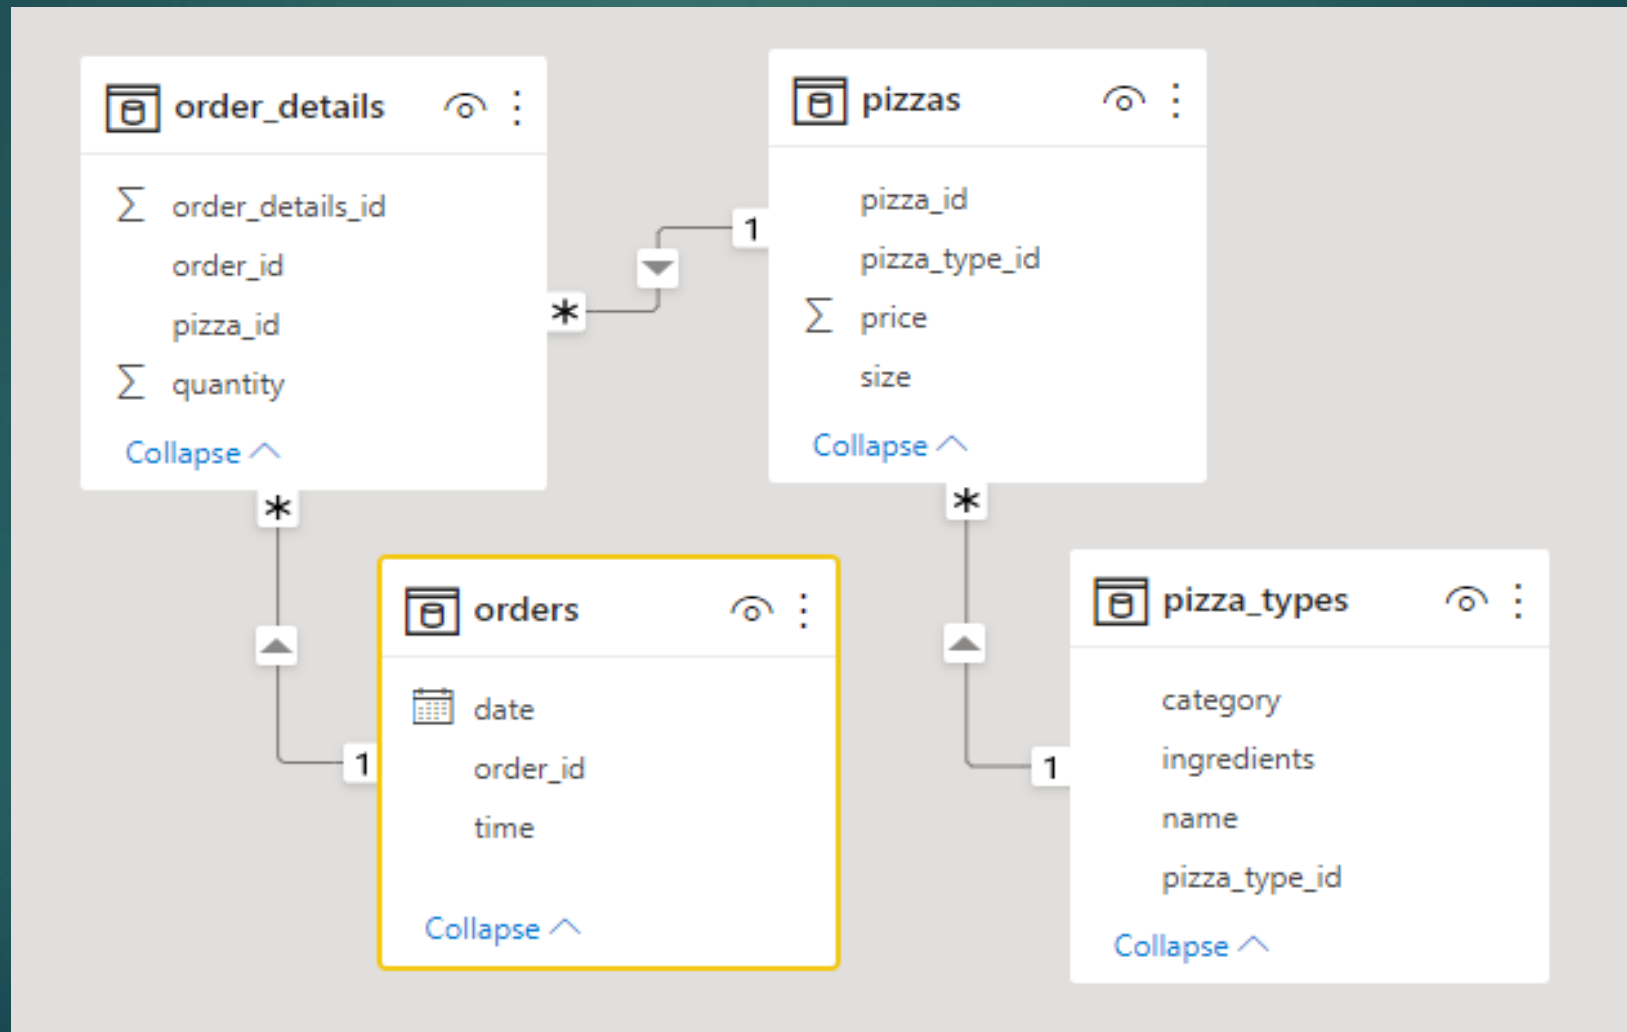 order_details
order_details_id
order_id
pizza_id
quantity
Collapse
*
1
pizzas
pizza_id
pizza_type_id
price
size
Collapse
*
*
1
orders
date
order_id
time
Collapse
1
pizza_types
category
ingredients
name
pizza_type_id
Collapse